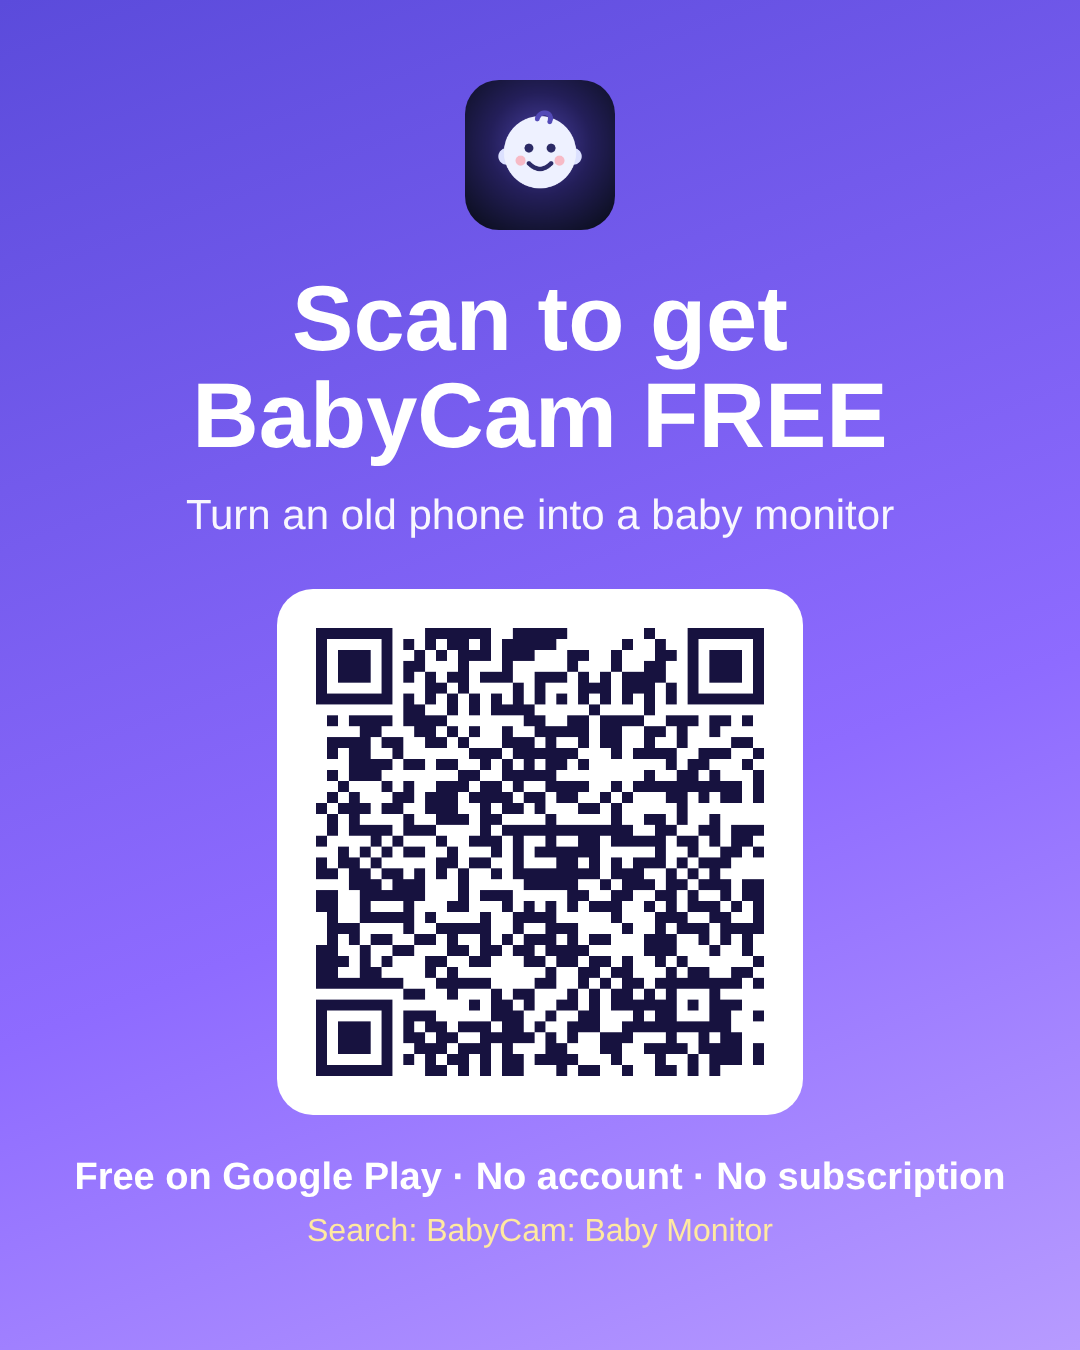 Scan to get
BabyCam FREE
Turn an old phone into a baby monitor
Free on Google Play · No account · No subscription
Search: BabyCam: Baby Monitor